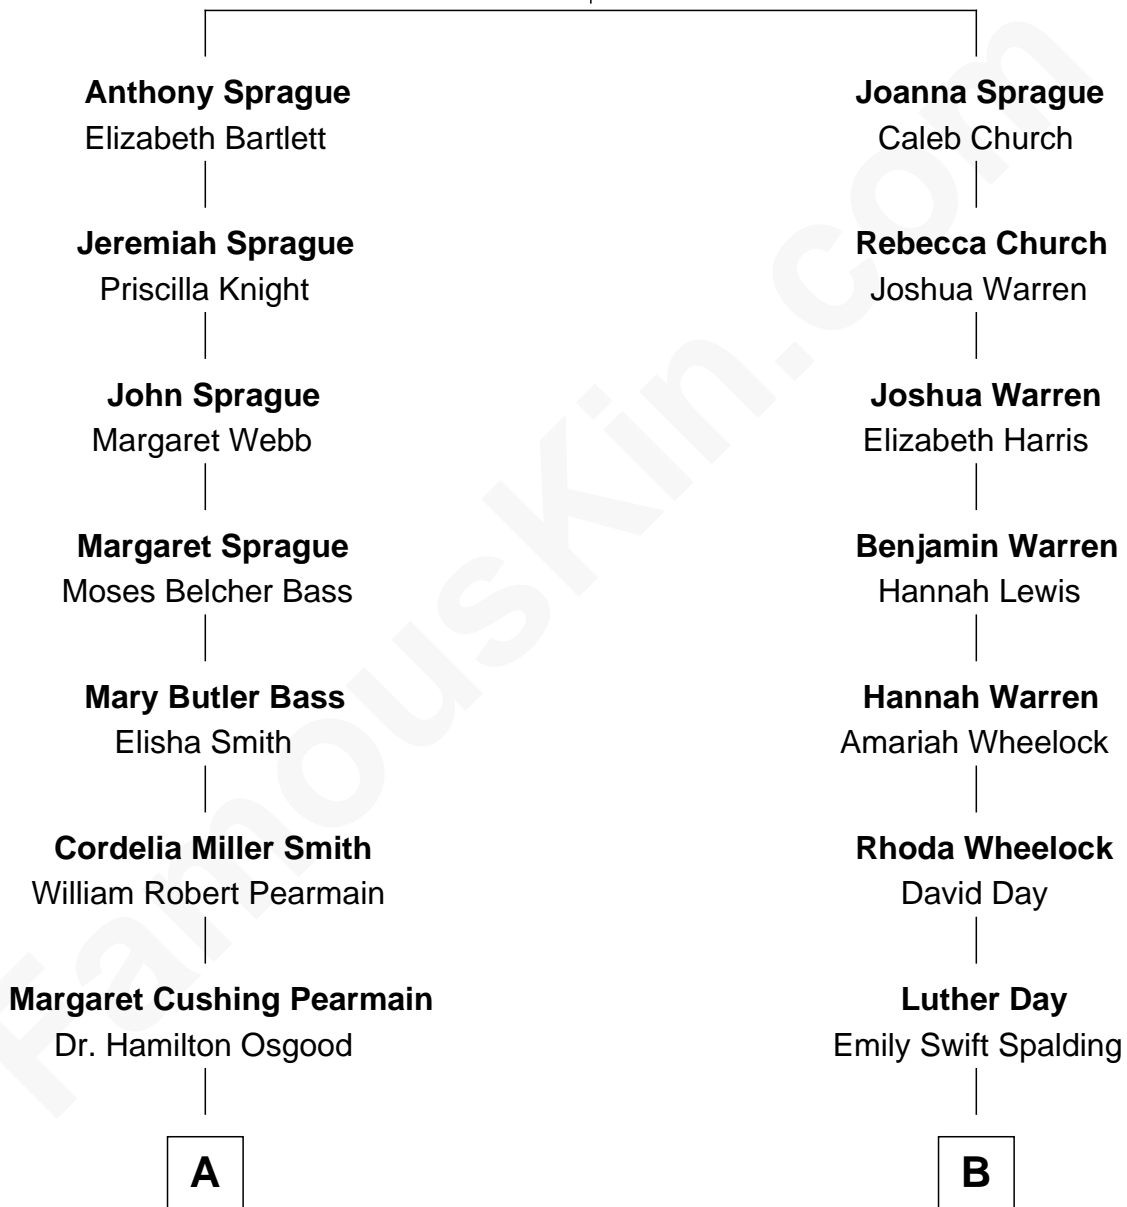 Anthony Sprague
Elizabeth Bartlett
Jeremiah Sprague
Priscilla Knight
John Sprague
Margaret Webb
Margaret Sprague
Moses Belcher Bass
Mary Butler Bass
Elisha Smith
Cordelia Miller Smith
William Robert Pearmain
Margaret Cushing Pearmain
Dr. Hamilton Osgood
A
Joanna Sprague
Caleb Church
Rebecca Church
Joshua Warren
Joshua Warren
Elizabeth Harris
Benjamin Warren
Hannah Lewis
Hannah Warren
Amariah Wheelock
Rhoda Wheelock
David Day
Luther Day
Emily Swift Spalding
B
FamousKin.com